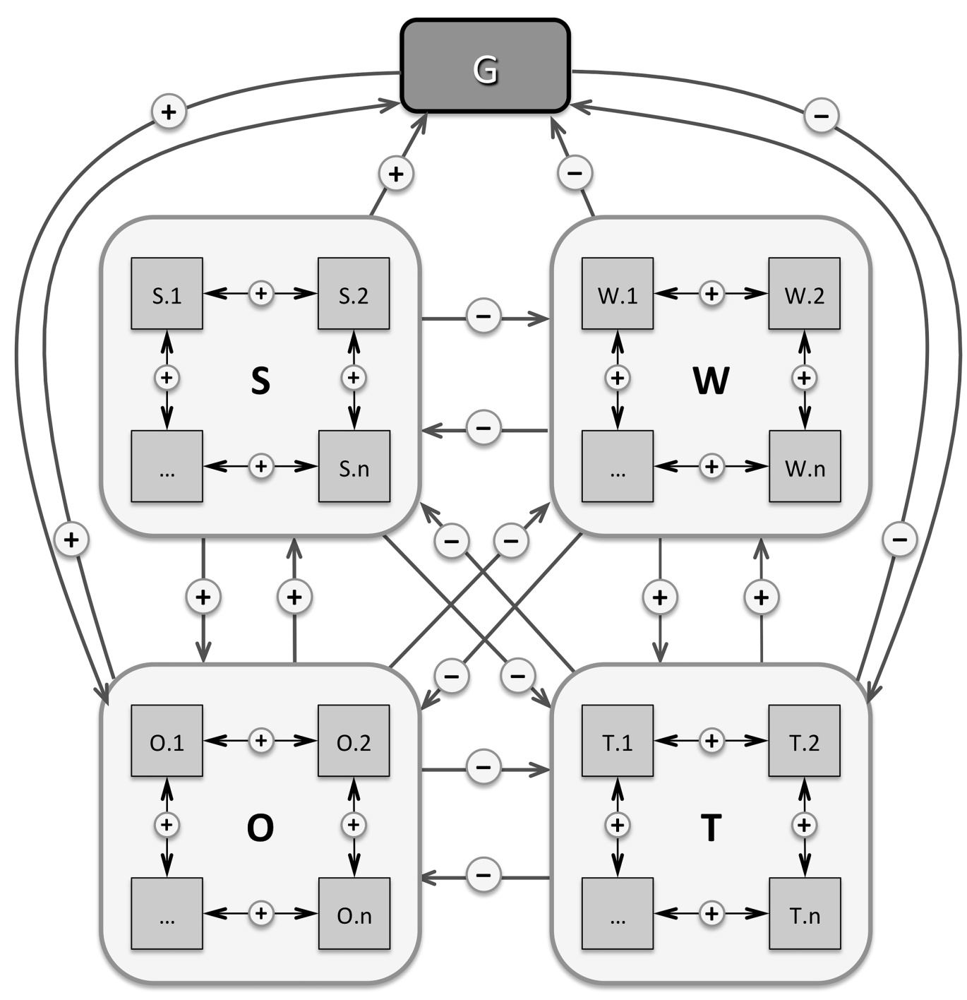 G
+
−
+
−
S.1 + S.2
−
W.1 + W.2
+ S +
+ W +
−
... + S.n
... + W.n
+
− −
−
+ +
+ +
− −
O.1 + O.2
−
T.1 + T.2
+ O +
+ T +
−
... + O.n
... + T.n